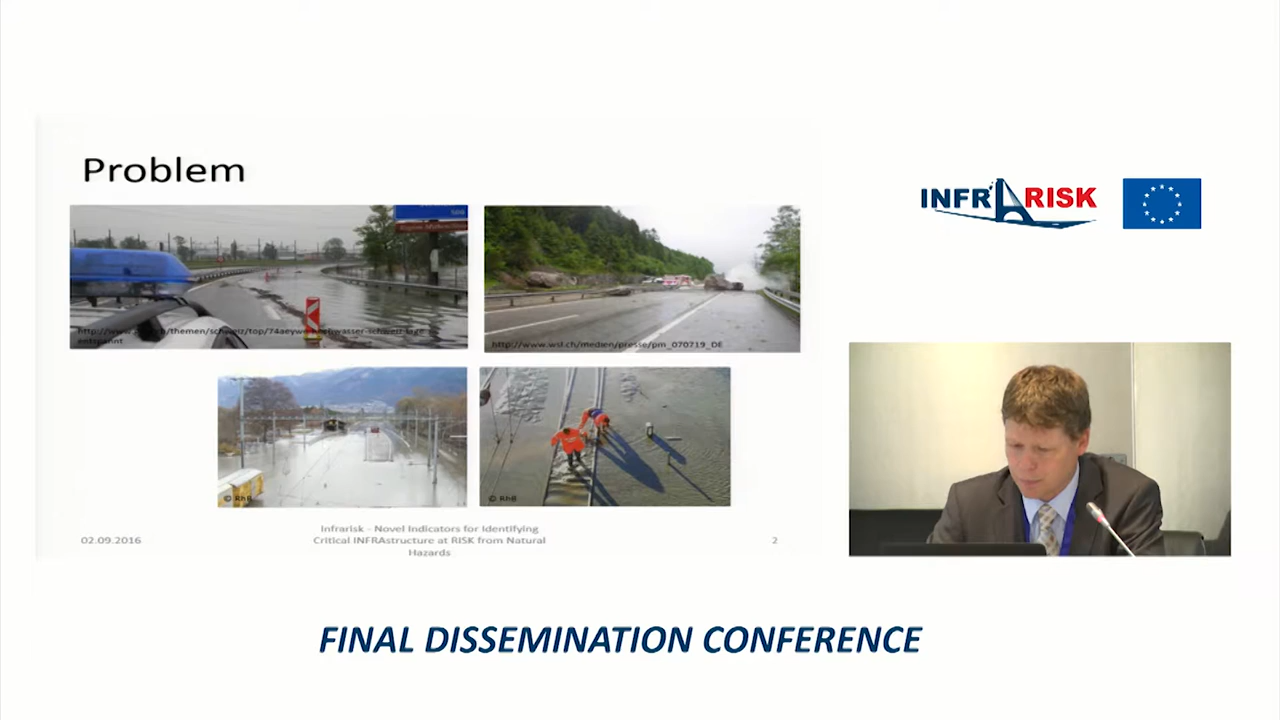 Problem
INFRARISK
http://www.wsl.ch/medien/presse/pm_070719_DE
entspannt
© RhB
© RhB
02.09.2016
Infrarisk - Novel Indicators for Identifying
Critical INFRAstructure at RISK from Natural
Hazards
2
FINAL DISSEMINATION CONFERENCE